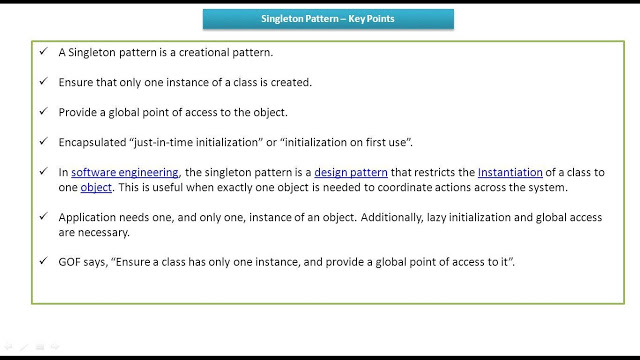 Singleton Pattern – Key Points
✓ A Singleton pattern is a creational pattern.
✓ Ensure that only one instance of a class is created.
✓ Provide a global point of access to the object.
✓ Encapsulated "just-in-time initialization" or "initialization on first use".
✓ In software engineering, the singleton pattern is a design pattern that restricts the Instantiation of a class to
one object. This is useful when exactly one object is needed to coordinate actions across the system.
✓ Application needs one, and only one, instance of an object. Additionally, lazy initialization and global access
are necessary.
✓ GOF says, "Ensure a class has only one instance, and provide a global point of access to it".